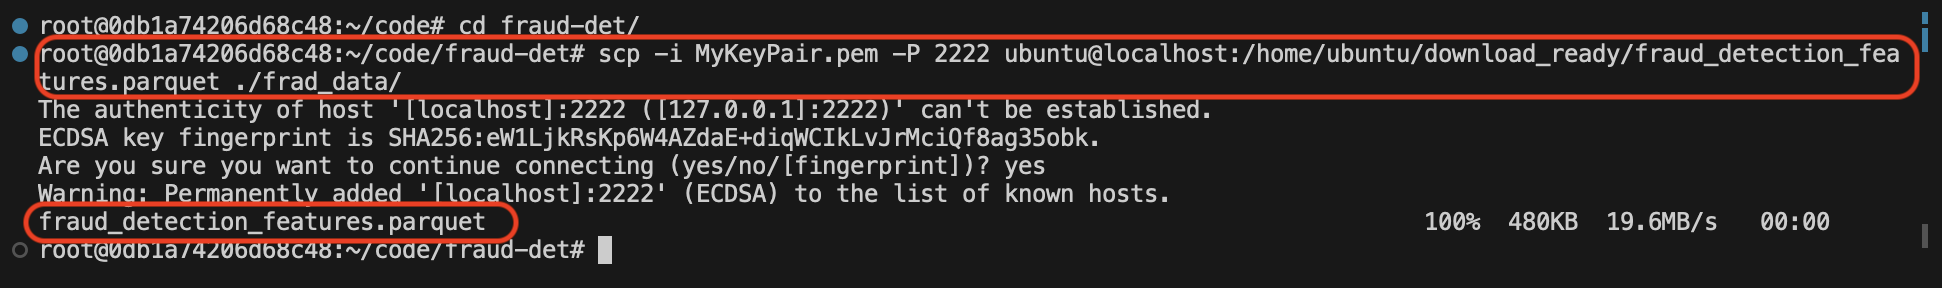 root@0db1a74206d68c48:~/code# cd fraud-det/
root@0db1a74206d68c48:~/code/fraud-det# scp -i MyKeyPair.pem -P 2222 ubuntu@localhost:/home/ubuntu/download_ready/fraud_detection_fea
tures.parquet ./frad_data/
The authenticity of host '[localhost]:2222 ([127.0.0.1]:2222)' can't be established.
ECDSA key fingerprint is SHA256:eW1LjkRsKp6W4AZdaE+diqWCIkLvJrMciQf8ag35obk.
Are you sure you want to continue connecting (yes/no/[fingerprint])? yes
Warning: Permanently added '[localhost]:2222' (ECDSA) to the list of known hosts.
fraud_detection_features.parquet 100% 480KB 19.6MB/s 00:00
root@0db1a74206d68c48:~/code/fraud-det#